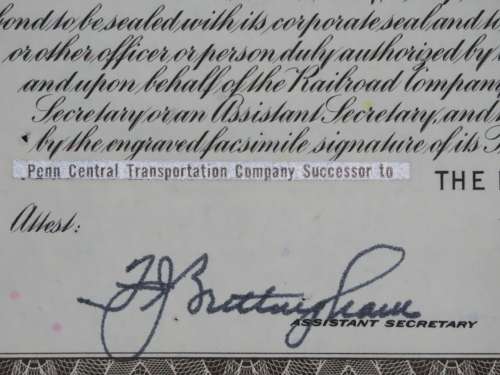 bond to be sealed with its corporate seal and to
or other officer or person duly authorized by
and upon behalf of the Railroad Company
Secretary or an Assistant Secretary, and
by the engraved facsimile signature of its
Penn Central Transportation Company Successor to
THE
Attest:
F J Brittingham
ASSISTANT SECRETARY